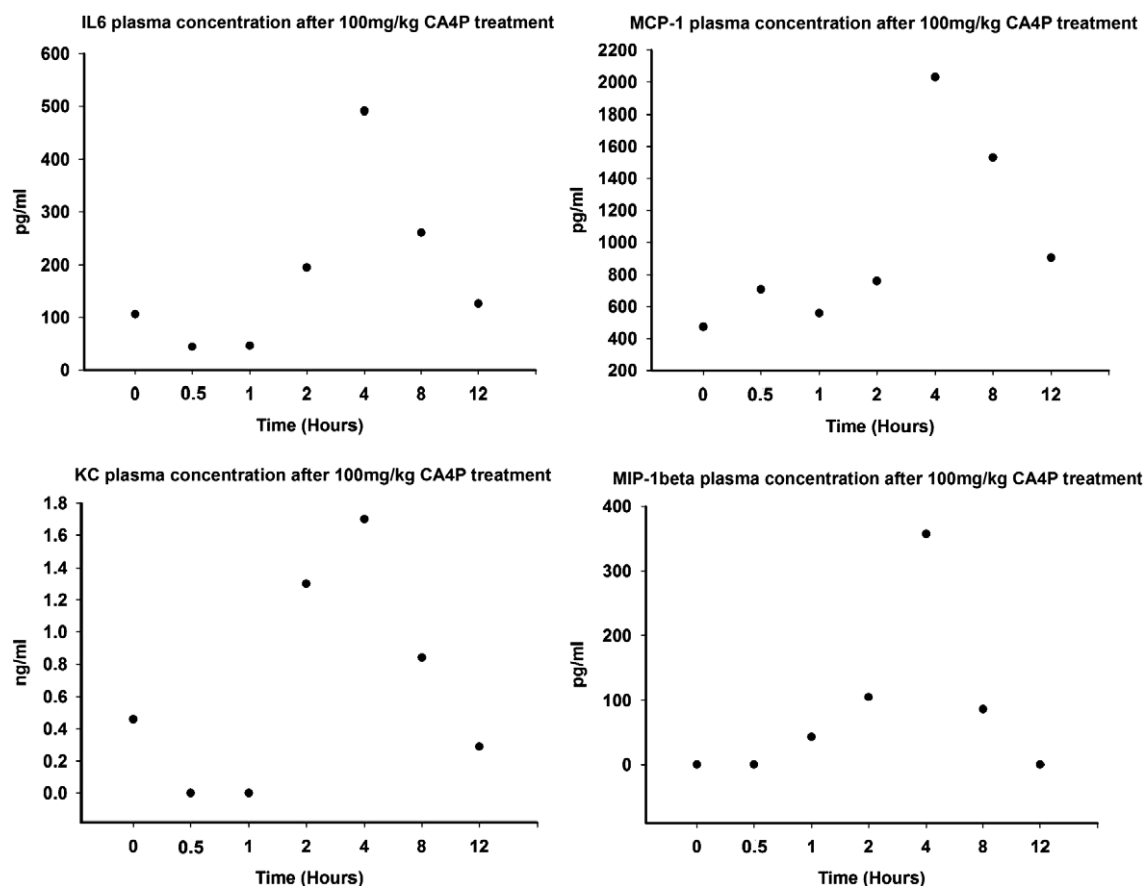 IL6 plasma concentration after 100mg/kg CA4P treatment
600
500
400
300
200
100
0
pg/ml
0 0.5 1 2 4 8 12
Time (Hours)
MCP-1 plasma concentration after 100mg/kg CA4P treatment
2200
2000
1800
1600
1400
1200
1000
800
600
400
200
pg/ml
0 0.5 1 2 4 8 12
Time (Hours)
KC plasma concentration after 100mg/kg CA4P treatment
1.8
1.6
1.4
1.2
1.0
0.8
0.6
0.4
0.2
0.0
ng/ml
0 0.5 1 2 4 8 12
Time (Hours)
MIP-1beta plasma concentration after 100mg/kg CA4P treatment
400
300
200
100
0
pg/ml
0 0.5 1 2 4 8 12
Time (Hours)